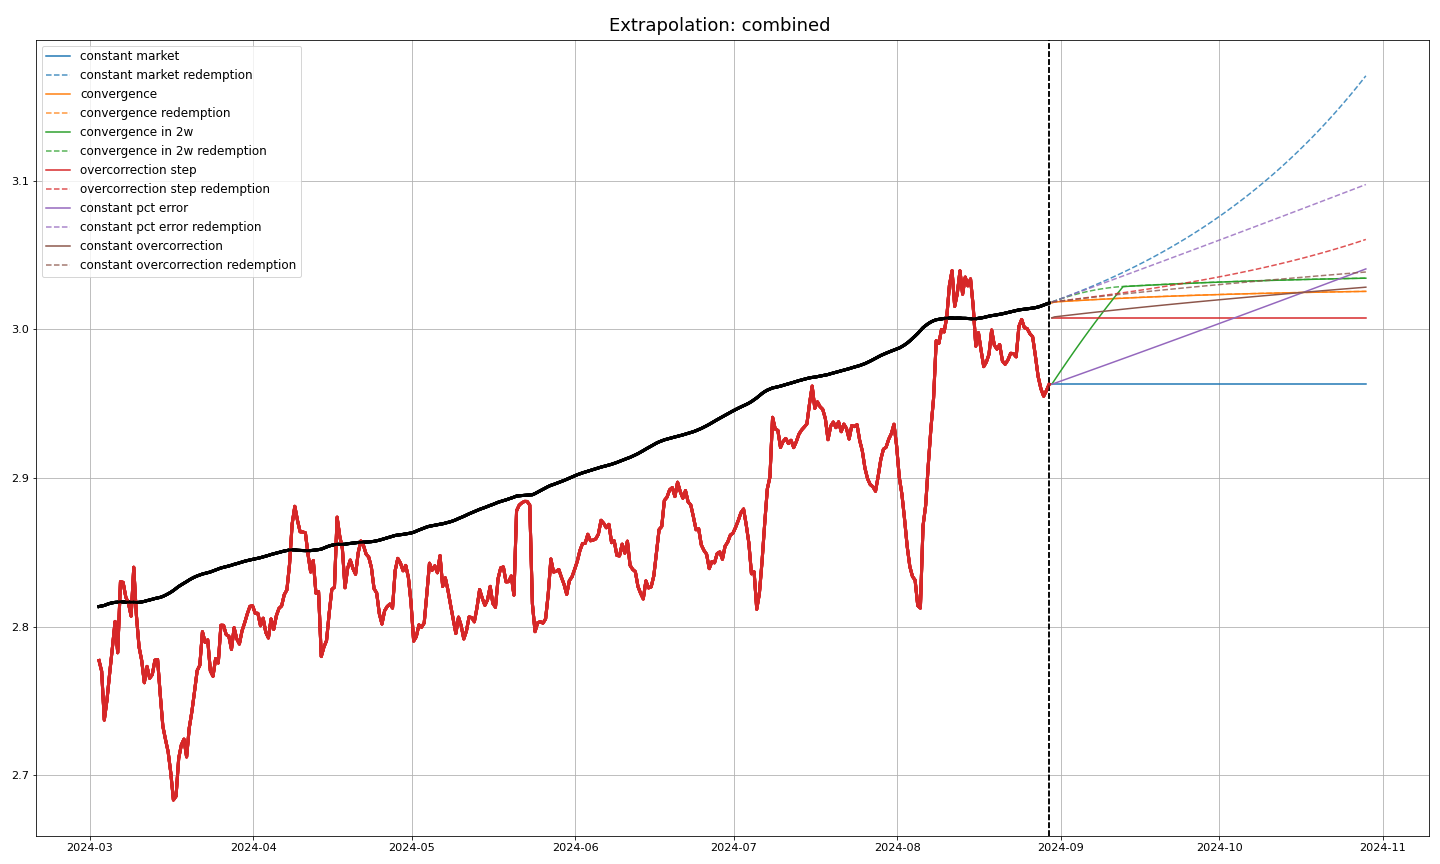 Extrapolation: combined
constant market
constant market redemption
convergence
convergence redemption
convergence in 2w
convergence in 2w redemption
overcorrection step
overcorrection step redemption
constant pct error
constant pct error redemption
constant overcorrection
constant overcorrection redemption
3.1
3.0
2.9
2.8
2.7
2024-03 2024-04 2024-05 2024-06 2024-07 2024-08 2024-09 2024-10 2024-11